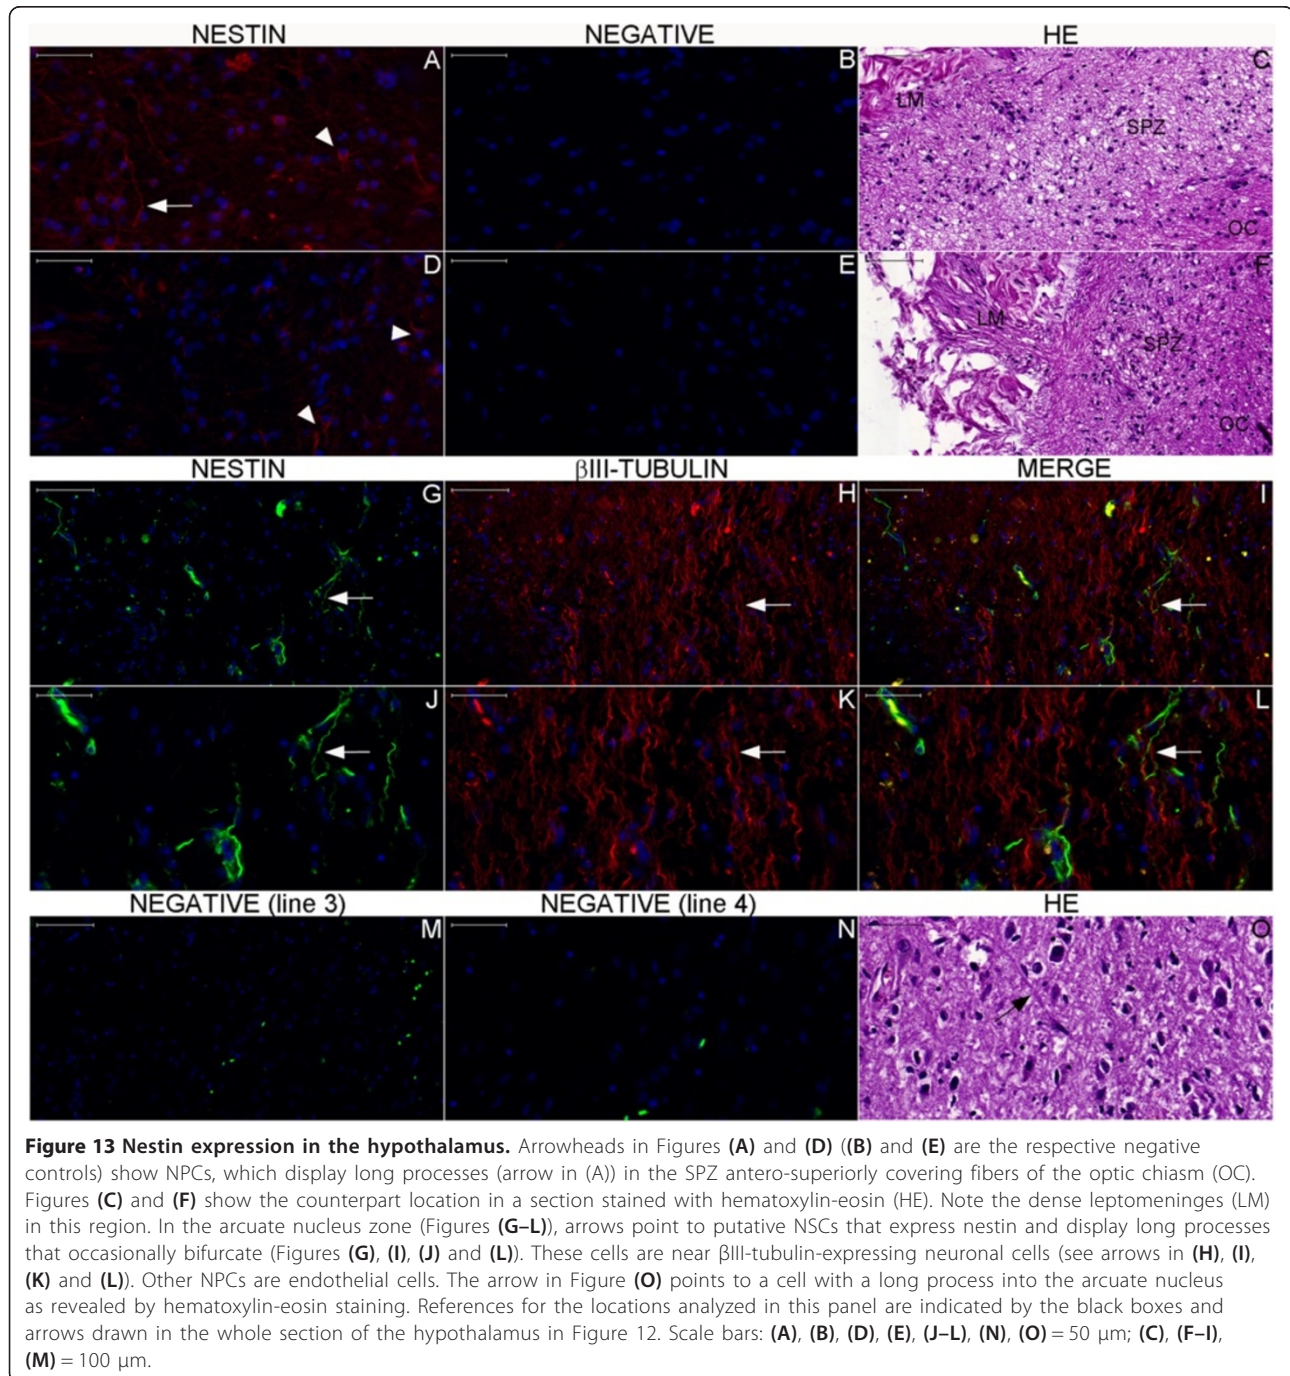 NESTIN NEGATIVE HE
A B C
LM
SPZ
OC
D E F
LM
SPZ
OC
NESTIN βIII-TUBULIN MERGE
G H I
J K L
NEGATIVE (line 3) NEGATIVE (line 4) HE
M N O
Figure 13 Nestin expression in the hypothalamus. Arrowheads in Figures (A) and (D) ((B) and (E) are the respective negative
controls) show NPCs, which display long processes (arrow in (A)) in the SPZ antero-superiorly covering fibers of the optic chiasm (OC).
Figures (C) and (F) show the counterpart location in a section stained with hematoxylin-eosin (HE). Note the dense leptomeninges (LM)
in this region. In the arcuate nucleus zone (Figures (G–L)), arrows point to putative NSCs that express nestin and display long processes
that occasionally bifurcate (Figures (G), (I), (J) and (L)). These cells are near βIII-tubulin-expressing neuronal cells (see arrows in (H), (I),
(K) and (L)). Other NPCs are endothelial cells. The arrow in Figure (O) points to a cell with a long process into the arcuate nucleus
as revealed by hematoxylin-eosin staining. References for the locations analyzed in this panel are indicated by the black boxes and
arrows drawn in the whole section of the hypothalamus in Figure 12. Scale bars: (A), (B), (D), (E), (J–L), (N), (O) = 50 μm; (C), (F–I),
(M) = 100 μm.